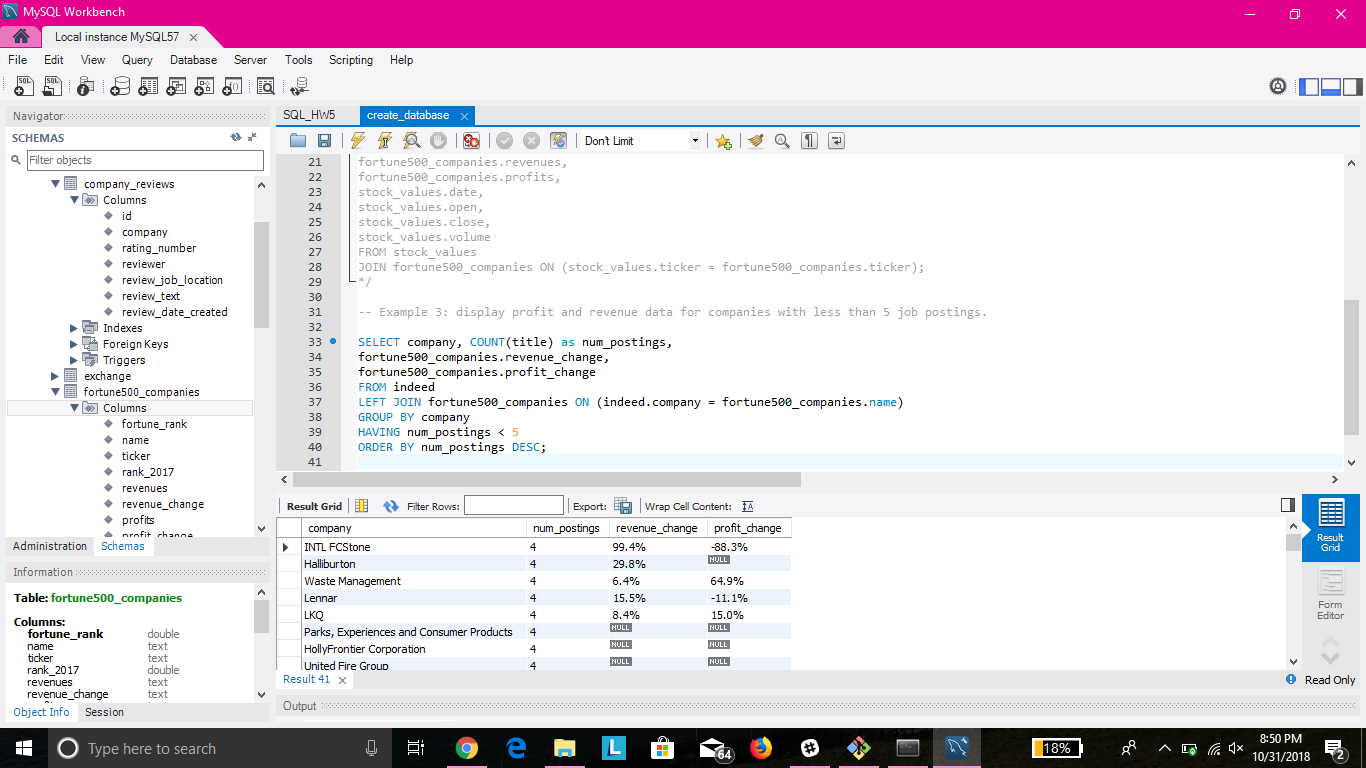 MySQL Workbench
Local instance MySQL57
File Edit View Query Database Server Tools Scripting Help
Navigator
SCHEMAS
Filter objects
company_reviews
Columns
id
company
rating_number
reviewer
review_job_location
review_text
review_date_created
Indexes
Foreign Keys
Triggers
exchange
fortune500_companies
Columns
fortune_rank
name
ticker
rank_2017
revenues
revenue_change
profits
profit_change
Administration Schemas
Information
Table: fortune500_companies
Columns:
fortune_rank double
name text
ticker text
rank_2017 double
revenues text
revenue_change text
Object Info Session
SQL_HW5 create_database
Don't Limit
21 fortune500_companies.revenues,
22 fortune500_companies.profits,
23 stock_values.date,
24 stock_values.open,
25 stock_values.close,
26 stock_values.volume
27 FROM stock_values
28 JOIN fortune500_companies ON (stock_values.ticker = fortune500_companies.ticker);
29 */
30
31 -- Example 3: display profit and revenue data for companies with less than 5 job postings.
32
33 SELECT company, COUNT(title) as num_postings,
34 fortune500_companies.revenue_change,
35 fortune500_companies.profit_change
36 FROM indeed
37 LEFT JOIN fortune500_companies ON (indeed.company = fortune500_companies.name)
38 GROUP BY company
39 HAVING num_postings < 5
40 ORDER BY num_postings DESC;
41
Result Grid Filter Rows: Export: Wrap Cell Content:
company num_postings revenue_change profit_change
INTL FCStone 4 99.4% -88.3%
Halliburton 4 29.8% NULL
Waste Management 4 6.4% 64.9%
Lennar 4 15.5% -11.1%
LKQ 4 8.4% 15.0%
Parks, Experiences and Consumer Products 4 NULL NULL
HollyFrontier Corporation 4 NULL NULL
United Fire Group 4 NULL NULL
Result Grid
Form Editor
Result 41
Read Only
Output
Type here to search
L
64
18%
8:50 PM
10/31/2018
2